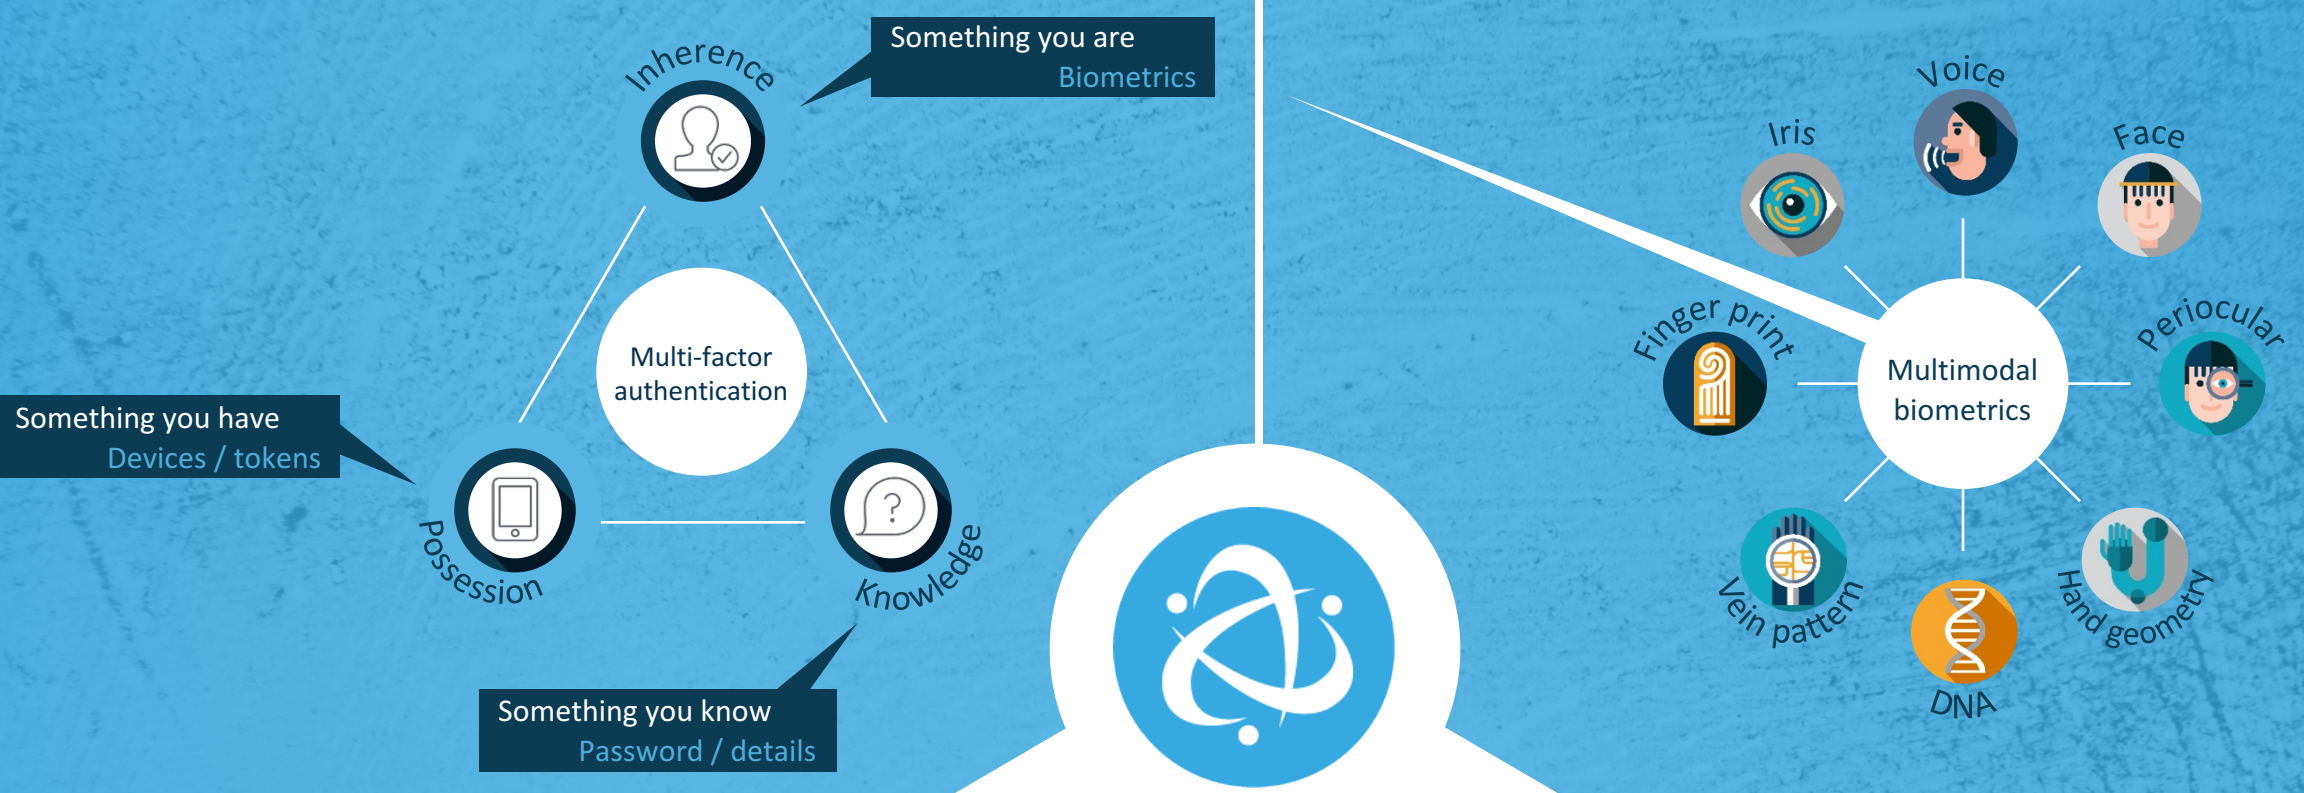 Inherence
Something you are
Biometrics
Multi-factor
authentication
Something you have
Devices / tokens
Possession
Knowledge
Something you know
Password / details
Voice
Iris
Face
Finger print
Periocular
Multimodal
biometrics
Vein pattern
Hand geometry
DNA